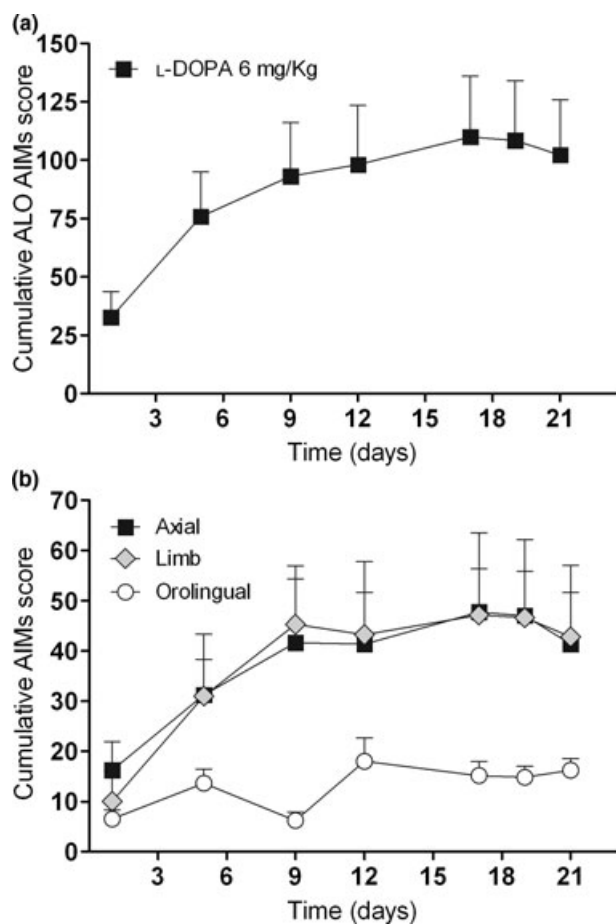 (a)
150
L-DOPA 6 mg/Kg
125
100
75
50
25
0
Cumulative ALO AIMs score
3 6 9 12 15 18 21
Time (days)
(b)
70
Axial
60
Limb
50
Orolingual
40
30
20
10
0
Cumulative AIMs score
3 6 9 12 15 18 21
Time (days)